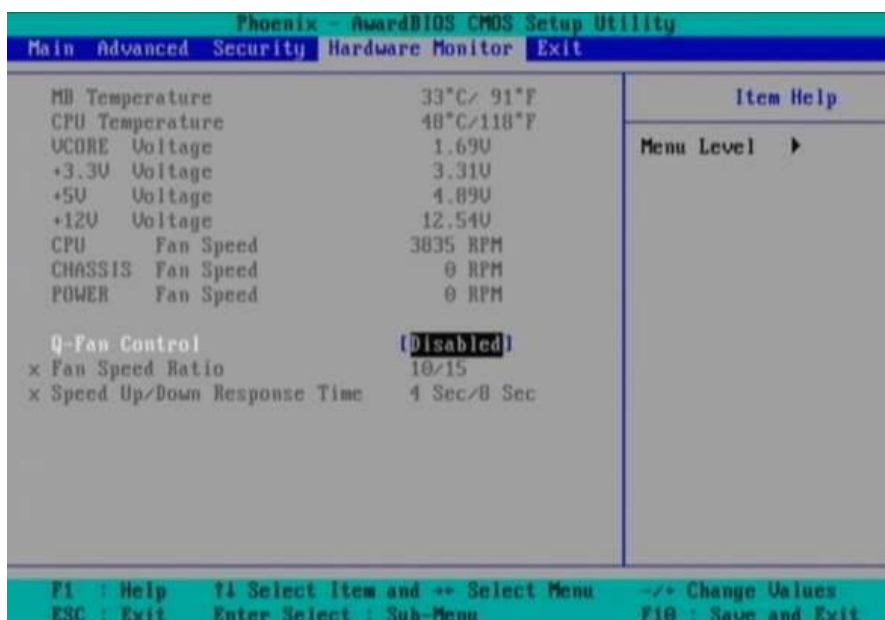 Phoenix - AwardBIOS CMOS Setup Utility
Main Advanced Security Hardware Monitor Exit
MB Temperature 33°C/ 91°F
CPU Temperature 48°C/118°F
VCORE Voltage 1.69V
+3.3V Voltage 3.31V
+5V Voltage 4.89V
+12V Voltage 12.54V
CPU Fan Speed 3835 RPM
CHASSIS Fan Speed 0 RPM
POWER Fan Speed 0 RPM
Q-Fan Control [Disabled]
x Fan Speed Ratio 10/15
x Speed Up/Down Response Time 4 Sec/8 Sec
Item Help
Menu Level ▶
F1 : Help ↑↓ Select Item and ↔ Select Menu -/+ Change Values
ESC : Exit Enter Select : Sub-Menu F10 : Save and Exit